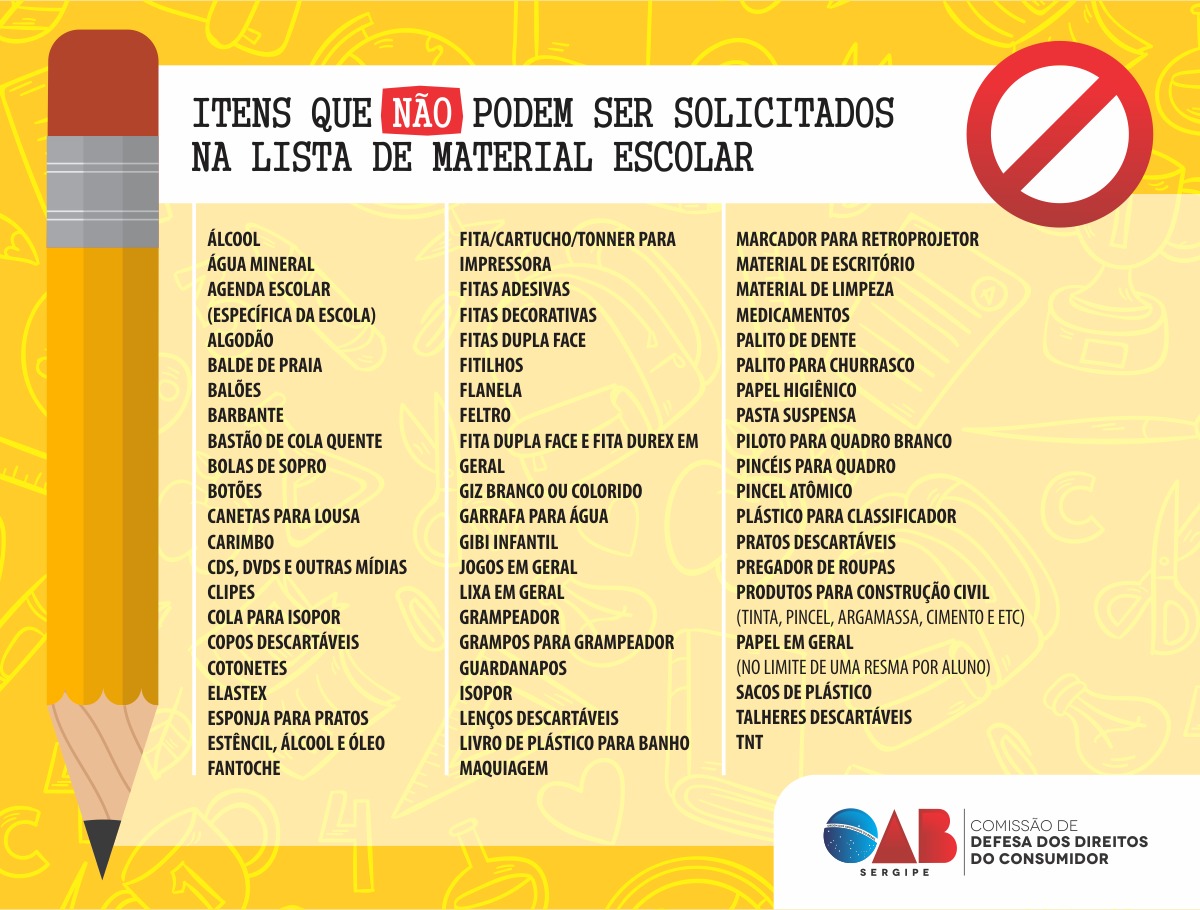 ITENS QUE NÃO PODEM SER SOLICITADOS
NA LISTA DE MATERIAL ESCOLAR
ÁLCOOL
ÁGUA MINERAL
AGENDA ESCOLAR
(ESPECÍFICA DA ESCOLA)
ALGODÃO
BALDE DE PRAIA
BALÕES
BARBANTE
BASTÃO DE COLA QUENTE
BOLAS DE SOPRO
BOTÕES
CANETAS PARA LOUSA
CARIMBO
CDS, DVDS E OUTRAS MÍDIAS
CLIPES
COLA PARA ISOPOR
COPOS DESCARTÁVEIS
COTONETES
ELASTEX
ESPONJA PARA PRATOS
ESTÊNCIL, ÁLCOOL E ÓLEO
FANTOCHE
FITA/CARTUCHO/TONNER PARA
IMPRESSORA
FITAS ADESIVAS
FITAS DECORATIVAS
FITAS DUPLA FACE
FITILHOS
FLANELA
FELTRO
FITA DUPLA FACE E FITA DUREX EM
GERAL
GIZ BRANCO OU COLORIDO
GARRAFA PARA ÁGUA
GIBI INFANTIL
JOGOS EM GERAL
LIXA EM GERAL
GRAMPEADOR
GRAMPOS PARA GRAMPEADOR
GUARDANAPOS
ISOPOR
LENÇOS DESCARTÁVEIS
LIVRO DE PLÁSTICO PARA BANHO
MAQUIAGEM
MARCADOR PARA RETROPROJETOR
MATERIAL DE ESCRITÓRIO
MATERIAL DE LIMPEZA
MEDICAMENTOS
PALITO DE DENTE
PALITO PARA CHURRASCO
PAPEL HIGIÊNICO
PASTA SUSPENSA
PILOTO PARA QUADRO BRANCO
PINCÉIS PARA QUADRO
PINCEL ATÔMICO
PLÁSTICO PARA CLASSIFICADOR
PRATOS DESCARTÁVEIS
PREGADOR DE ROUPAS
PRODUTOS PARA CONSTRUÇÃO CIVIL
(TINTA, PINCEL, ARGAMASSA, CIMENTO E ETC)
PAPEL EM GERAL
(NO LIMITE DE UMA RESMA POR ALUNO)
SACOS DE PLÁSTICO
TALHERES DESCARTÁVEIS
TNT
OAB
SERGIPE
COMISSÃO DE
DEFESA DOS DIREITOS
DO CONSUMIDOR